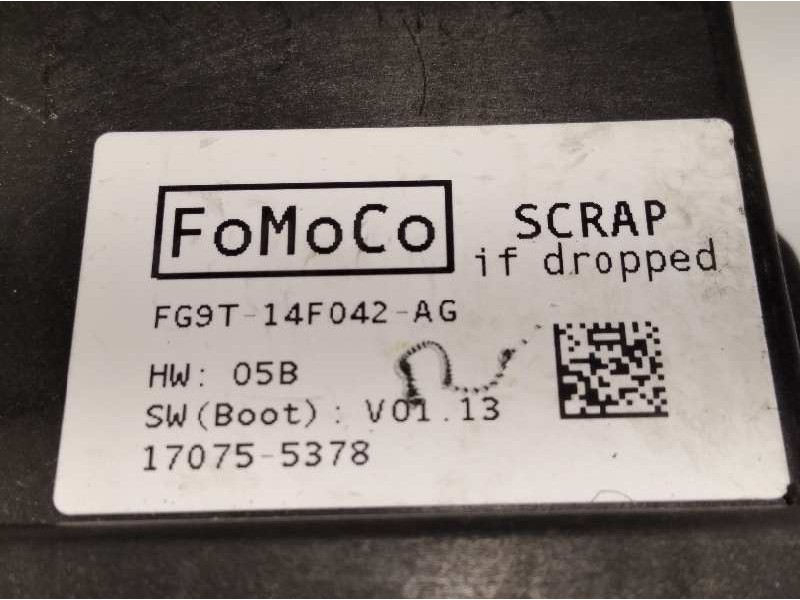 FoMoCo
SCRAP
if dropped
FG9T-14F042-AG
HW: 05B
SW(Boot): V01.13
17075-5378